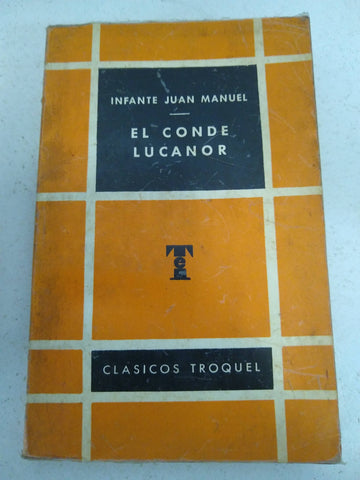 INFANTE JUAN MANUEL
EL CONDE
LUCANOR
CLASICOS TROQUEL